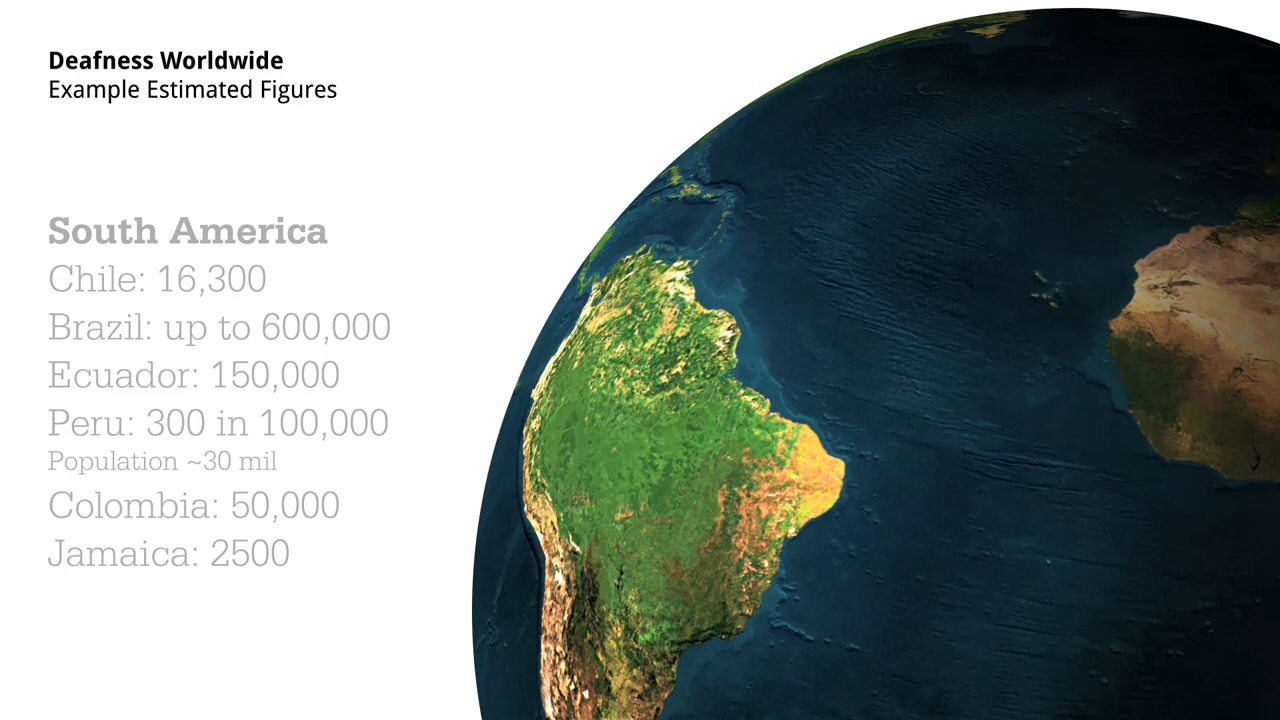 Deafness Worldwide
Example Estimated Figures
South America
Chile: 16,300
Brazil: up to 600,000
Ecuador: 150,000
Peru: 300 in 100,000
Population ~30 mil
Colombia: 50,000
Jamaica: 2500